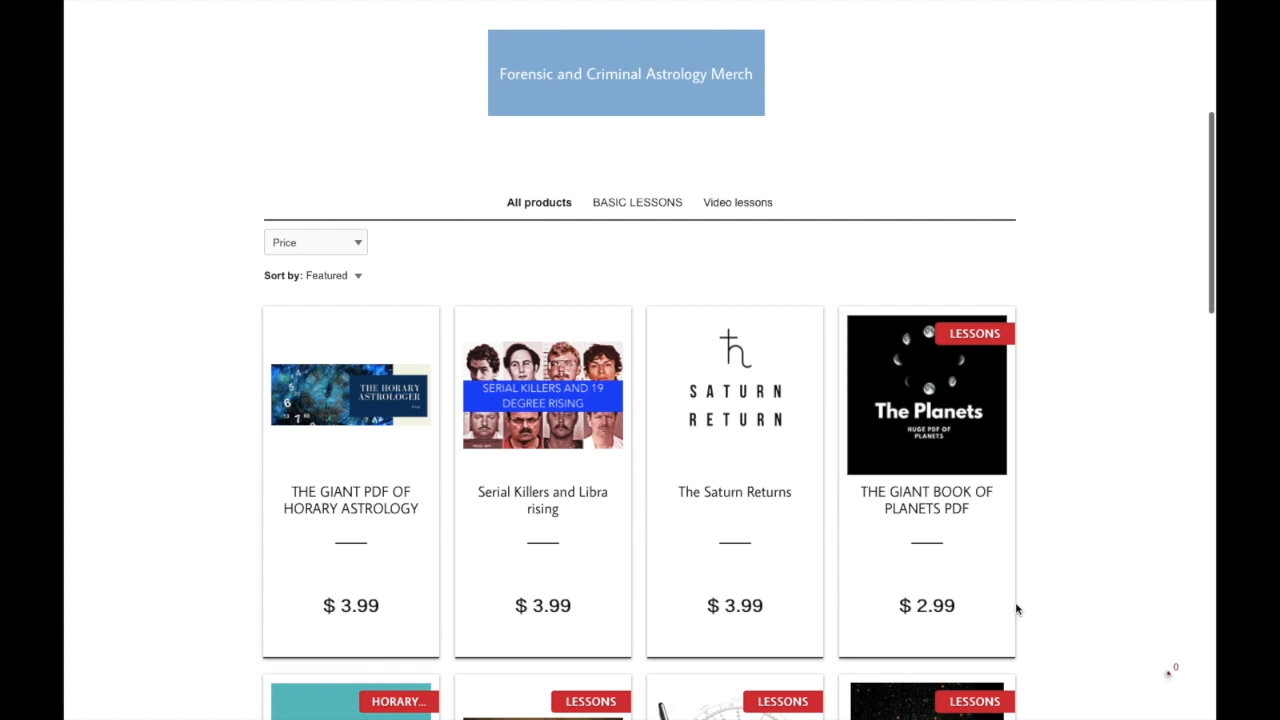 Forensic and Criminal Astrology Merch
All products BASIC LESSONS Video lessons
Price
Sort by: Featured
THE HORARY
ASTROLOGER
SERIAL KILLERS AND 19
DEGREE RISING
SATURN
RETURN
LESSONS
The Planets
HUGE PDF OF
PLANETS
THE GIANT PDF OF
HORARY ASTROLOGY
Serial Killers and Libra
rising
The Saturn Returns
THE GIANT BOOK OF
PLANETS PDF
$ 3.99
$ 3.99
$ 3.99
$ 2.99
0
HORARY...
LESSONS
LESSONS
LESSONS